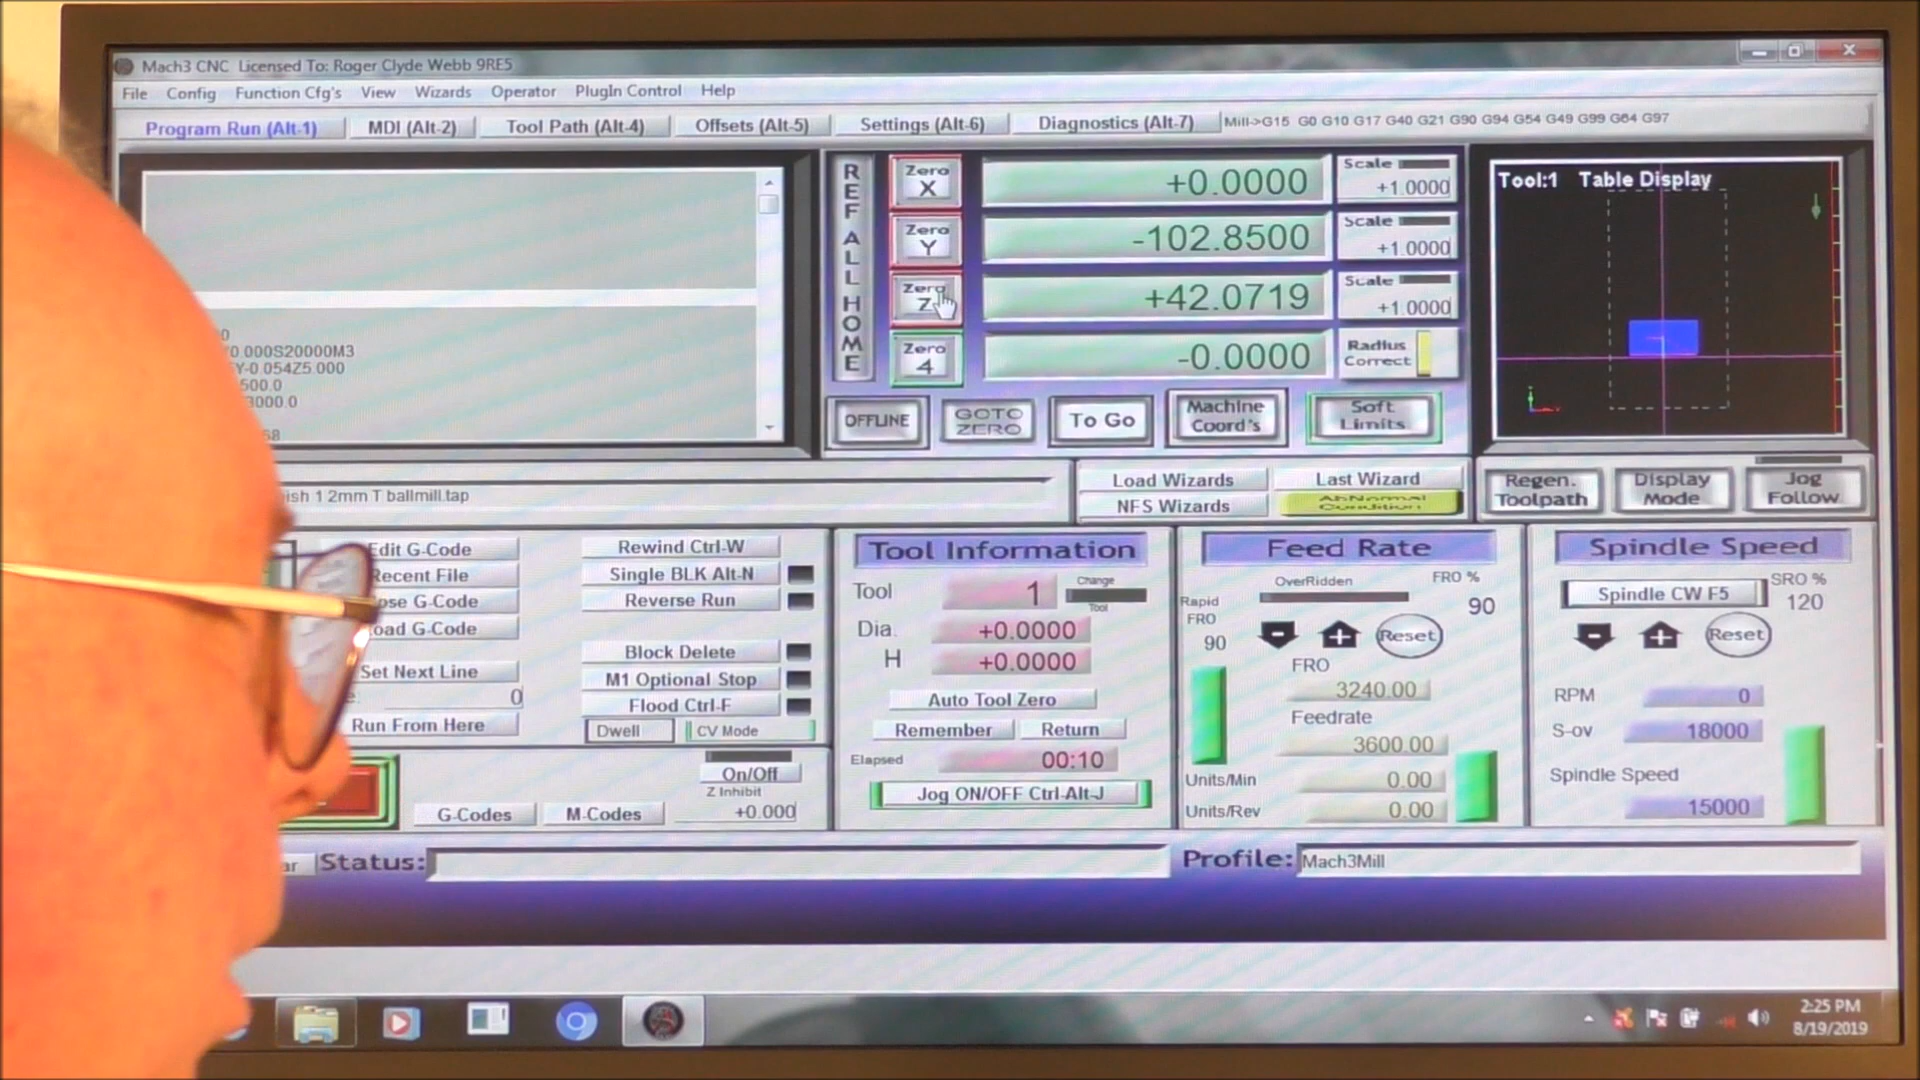 Mach3 CNC Licensed To: Roger Clyde Webb 9RE5
File Config Function Cfg's View Wizards Operator PlugIn Control Help
Program Run (Alt-1) MDI (Alt-2) Tool Path (Alt-4) Offsets (Alt-5) Settings (Alt-6) Diagnostics (Alt-7) Mill->G15 G0 G10 G17 G40 G21 G90 G94 G54 G49 G99 G64 G97
0
0.000S20000M3
Y-0.054Z5.000
500.0
3000.0
68
REF ALL HOME
Zero X +0.0000 Scale +1.0000
Zero Y -102.8500 Scale +1.0000
Zero Z +42.0719 Scale +1.0000
Zero 4 -0.0000 Radius Correct
OFFLINE GOTO ZERO To Go Machine Coord's Soft Limits
Tool:1 Table Display
ish 1 2mm T ballmill.tap
Load Wizards Last Wizard
NFS Wizards AbNormal Condition
Regen. Toolpath Display Mode Jog Follow
Edit G-Code
Recent File
ose G-Code
oad G-Code
Set Next Line
e: 0
Run From Here
Rewind Ctrl-W
Single BLK Alt-N
Reverse Run
Block Delete
M1 Optional Stop
Flood Ctrl-F
Dwell CV Mode
On/Off
Z Inhibit
+0.000
G-Codes M-Codes
Tool Information
Tool 1 Change Tool
Dia. +0.0000
H +0.0000
Auto Tool Zero
Remember Return
Elapsed 00:10
Jog ON/OFF Ctrl-Alt-J
Feed Rate
OverRidden FRO %
Rapid FRO 90 Reset 90
FRO
3240.00
Feedrate
3600.00
Units/Min 0.00
Units/Rev 0.00
Spindle Speed
Spindle CW F5 SRO %
120
Reset
RPM 0
S-ov 18000
Spindle Speed
15000
ar Status: Profile: Mach3Mill
2:25 PM
8/19/2019